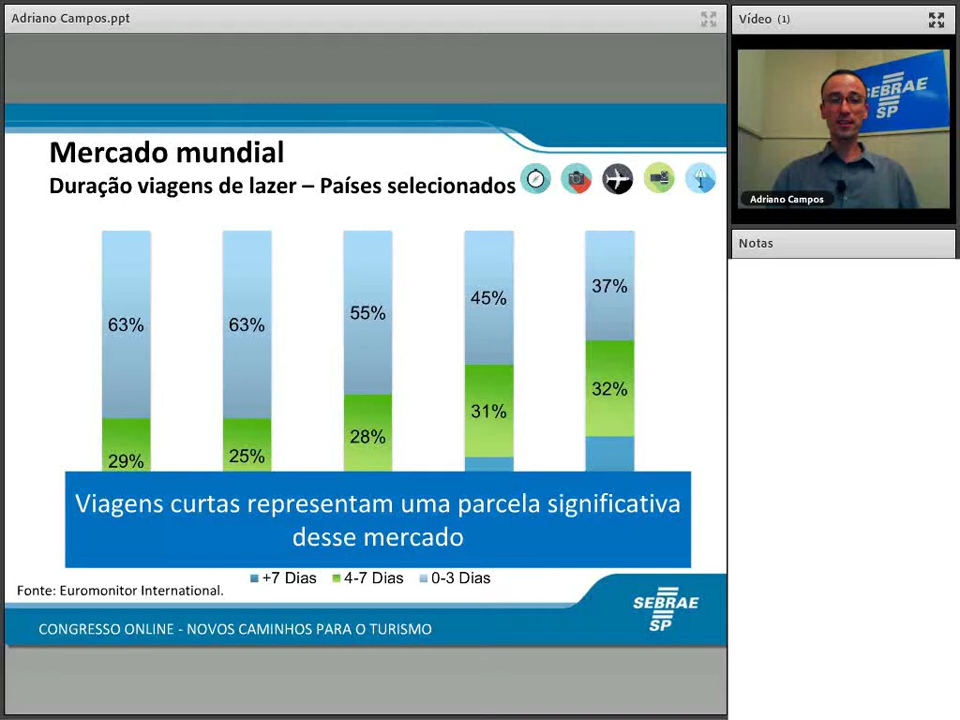 Adriano Campos.ppt
Vídeo (1)
SEBRAE
SP
Adriano Campos
Notas
Mercado mundial
Duração viagens de lazer – Países selecionados
63% 63% 55% 45% 37%
29% 25% 28% 31% 32%
Viagens curtas representam uma parcela significativa
desse mercado
+7 Dias 4-7 Dias 0-3 Dias
Fonte: Euromonitor International.
SEBRAE
SP
CONGRESSO ONLINE - NOVOS CAMINHOS PARA O TURISMO